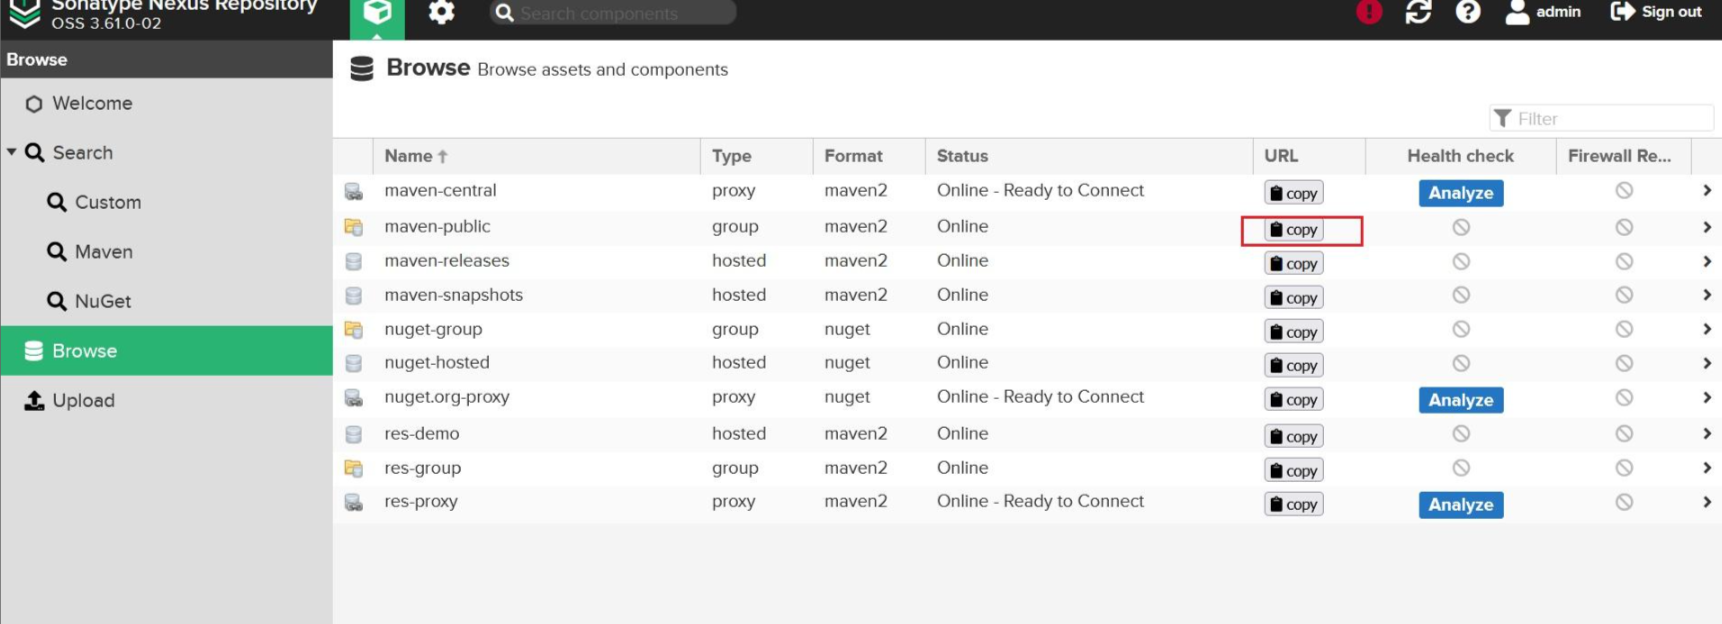 Sonatype Nexus Repository
OSS 3.61.0-02
Search components
admin
Sign out
Browse
Welcome
Search
Custom
Maven
NuGet
Browse
Upload
Browse Browse assets and components
Filter
Name Type Format Status URL Health check Firewall Re...
maven-central proxy maven2 Online - Ready to Connect copy Analyze
maven-public group maven2 Online copy
maven-releases hosted maven2 Online copy
maven-snapshots hosted maven2 Online copy
nuget-group group nuget Online copy
nuget-hosted hosted nuget Online copy
nuget.org-proxy proxy nuget Online - Ready to Connect copy Analyze
res-demo hosted maven2 Online copy
res-group group maven2 Online copy
res-proxy proxy maven2 Online - Ready to Connect copy Analyze